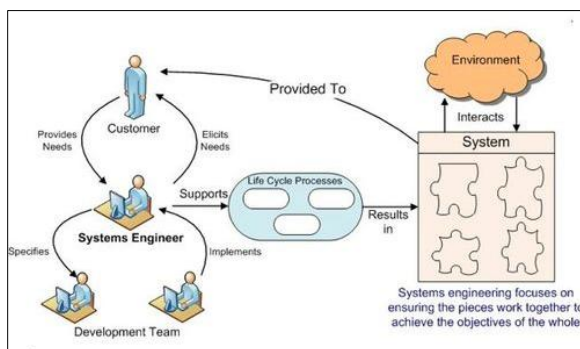 Environment
Provided To
Customer
Interacts
System
Provides
Needs
Elicits
Needs
Life Cycle Processes
Supports
Results
in
Systems Engineer
Specifies
Implements
Development Team
Systems engineering focuses on
ensuring the pieces work together to
achieve the objectives of the whole